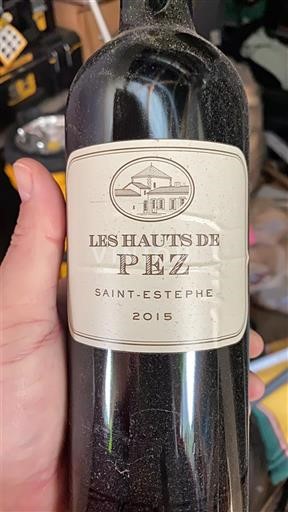 LES HAUTS DE
PEZ
SAINT-ESTEPHE
2015